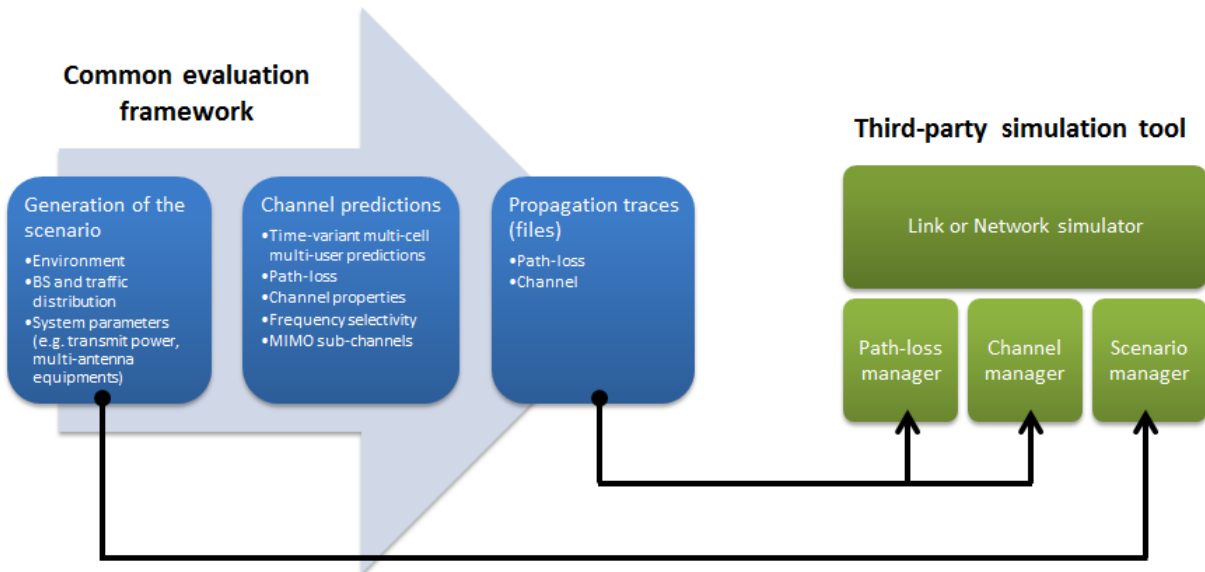 Common evaluation
framework
Generation of the
scenario
•Environment
•BS and traffic
distribution
•System parameters
(e.g. transmit power,
multi-antenna
equipments)
Channel predictions
•Time-variant multi-cell
multi-user predictions
•Path-loss
•Channel properties
•Frequency selectivity
•MIMO sub-channels
Propagation traces
(files)
•Path-loss
•Channel
Third-party simulation tool
Link or Network simulator
Path-loss
manager
Channel
manager
Scenario
manager